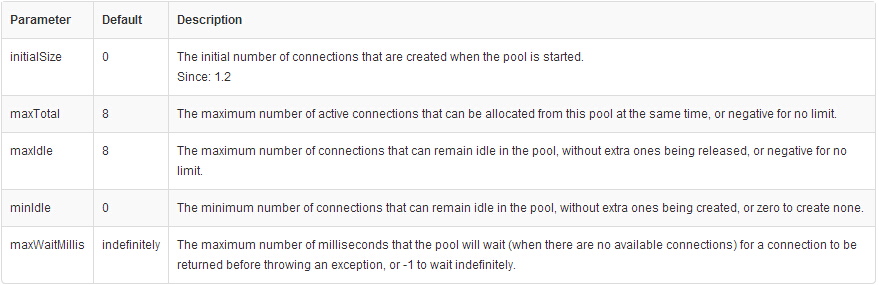 Parameter Default Description
initialSize 0 The initial number of connections that are created when the pool is started.
Since: 1.2
maxTotal 8 The maximum number of active connections that can be allocated from this pool at the same time, or negative for no limit.
maxIdle 8 The maximum number of connections that can remain idle in the pool, without extra ones being released, or negative for no
limit.
minIdle 0 The minimum number of connections that can remain idle in the pool, without extra ones being created, or zero to create none.
maxWaitMillis indefinitely The maximum number of milliseconds that the pool will wait (when there are no available connections) for a connection to be
returned before throwing an exception, or -1 to wait indefinitely.